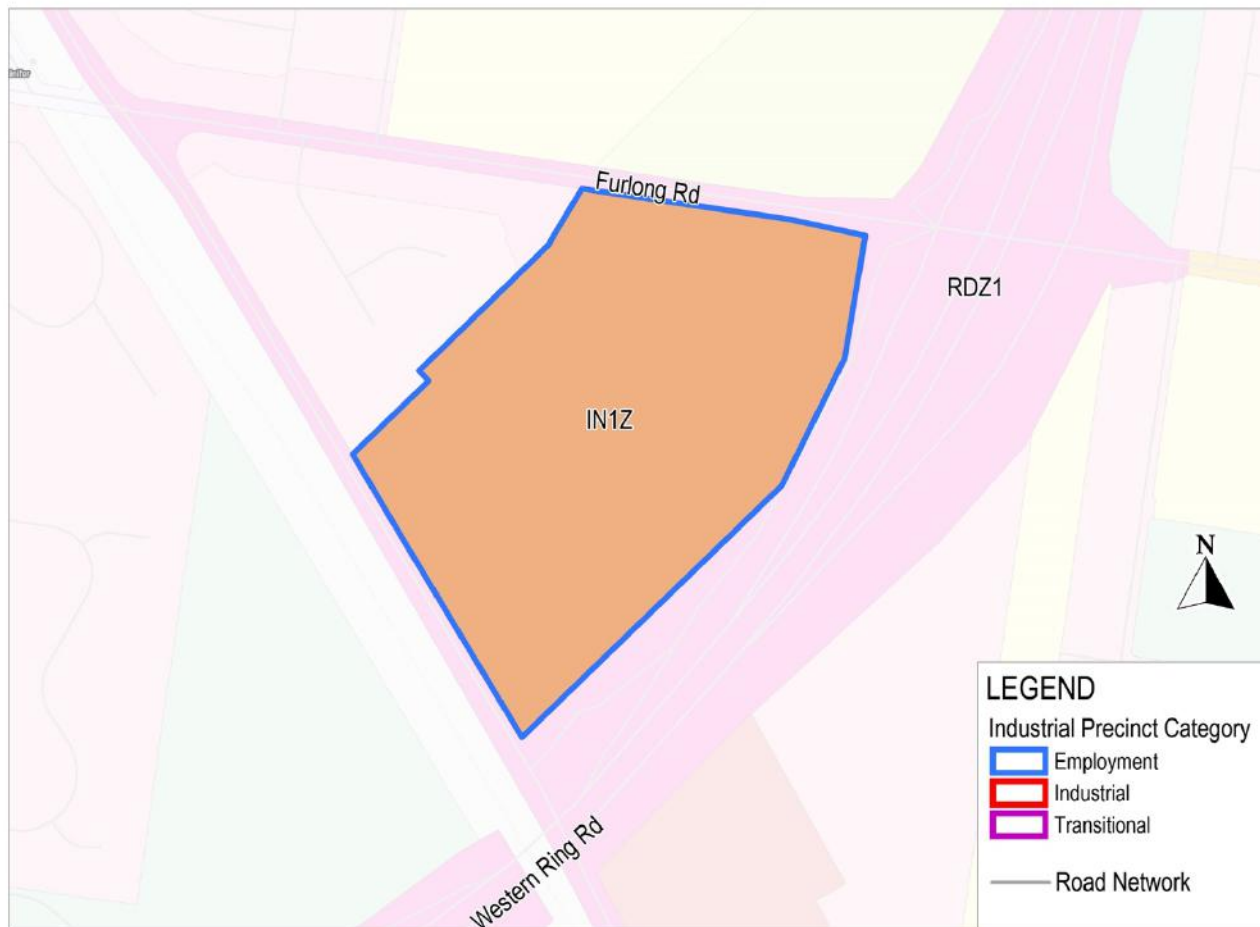 Furlong Rd
RDZ1
IN1Z
N
LEGEND
Industrial Precinct Category
Employment
Industrial
Transitional
Road Network
Western Ring Rd